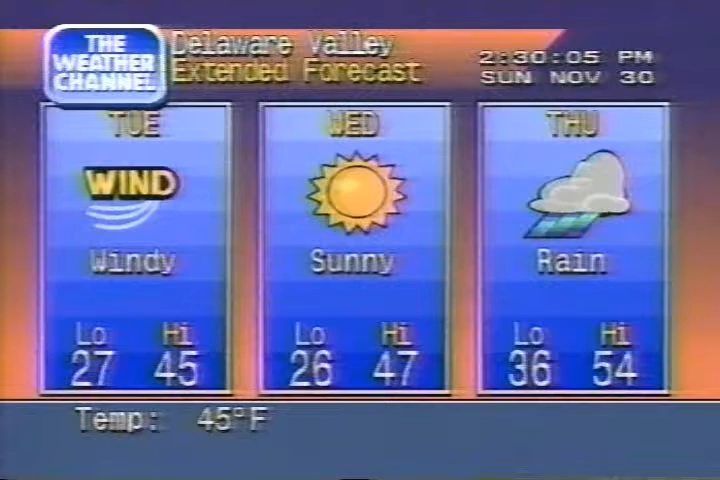 THE
WEATHER
CHANNEL
Delaware Valley
Extended Forecast
2:30:05 PM
SUN NOV 30
TUE
WIND
Windy
Lo Hi
27 45
WED
Sunny
Lo Hi
26 47
THU
Rain
Lo Hi
36 54
Temp: 45°F